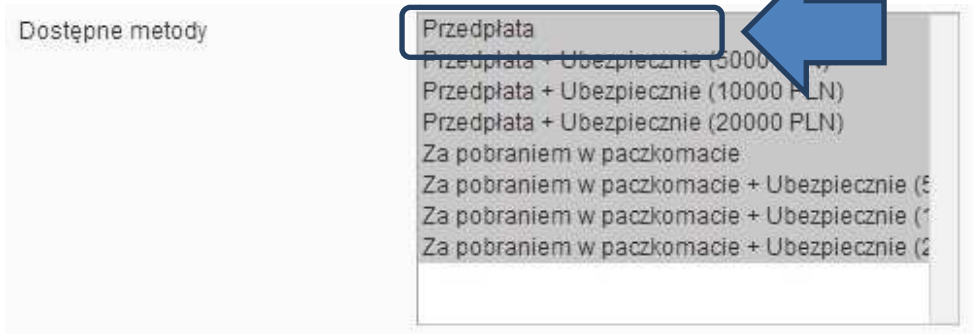 Dostępne metody
Przedpłata
Przedpłata + Ubezpiecznie (5000
Przedpłata + Ubezpiecznie (10000 PLN)
Przedpłata + Ubezpiecznie (20000 PLN)
Za pobraniem w paczkomacie
Za pobraniem w paczkomacie + Ubezpiecznie (5
Za pobraniem w paczkomacie + Ubezpiecznie (1
Za pobraniem w paczkomacie + Ubezpiecznie (2